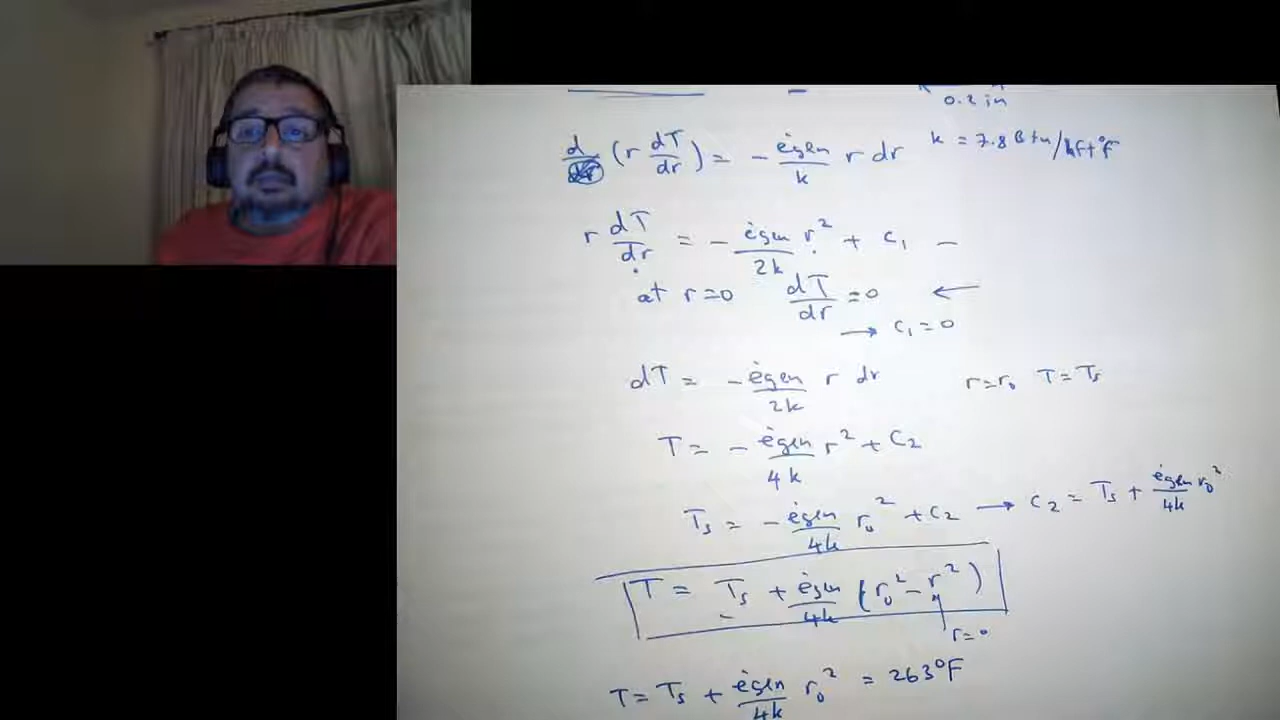 0.2 in
d/dr (r dT/dr) = - ėgen/k r dr k = 7.8 Btu/hft°F
r dT/dr = - ėgen/2k r² + C₁ –
at r=0 dT/dr =0 ←
→ C₁ = 0
dT = - ėgen/2k r dr r=r₀ T=Ts
T = - ėgen/4k r² + C₂
Ts = - ėgen/4k r₀² + C₂ → C₂ = Ts + ėgen/4k r₀²
T = Ts + ėgen/4k (r₀² - r²)
r=0
T = Ts + ėgen/4k r₀² = 263°F